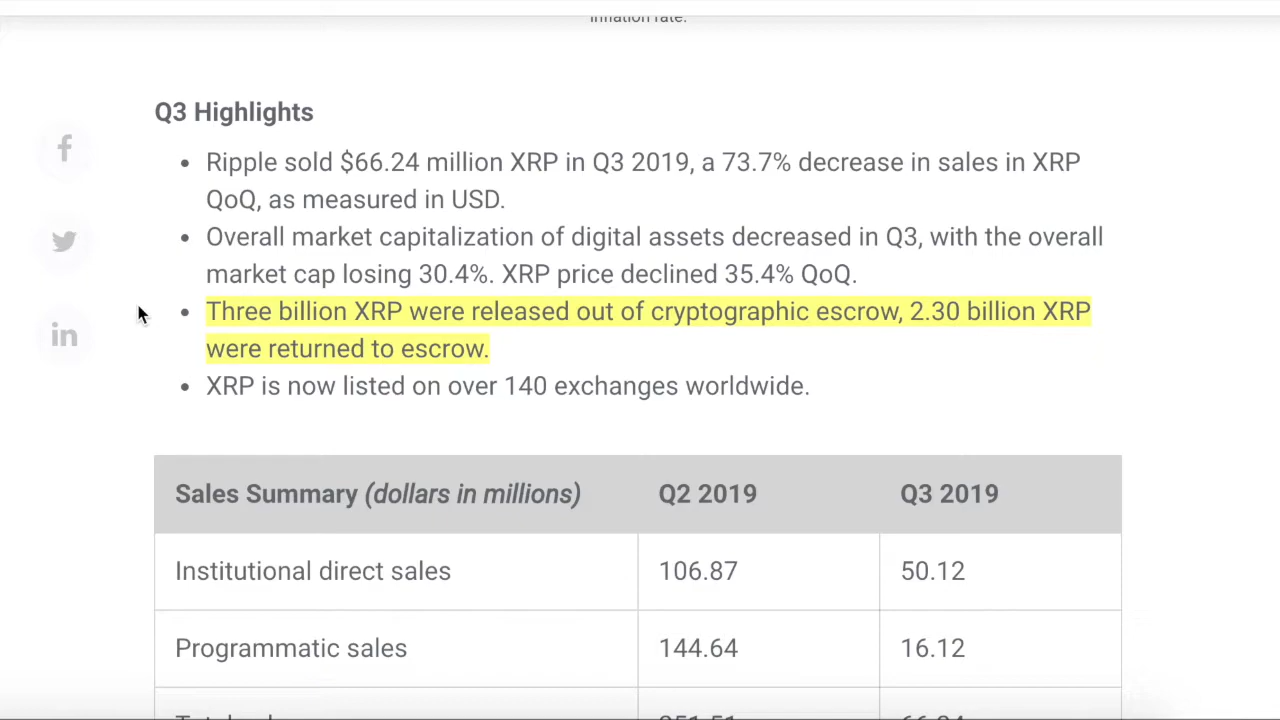 inflation rate.
Q3 Highlights
Ripple sold $66.24 million XRP in Q3 2019, a 73.7% decrease in sales in XRP
QoQ, as measured in USD.
Overall market capitalization of digital assets decreased in Q3, with the overall
market cap losing 30.4%. XRP price declined 35.4% QoQ.
Three billion XRP were released out of cryptographic escrow, 2.30 billion XRP
were returned to escrow.
XRP is now listed on over 140 exchanges worldwide.
Sales Summary (dollars in millions) Q2 2019 Q3 2019
Institutional direct sales 106.87 50.12
Programmatic sales 144.64 16.12